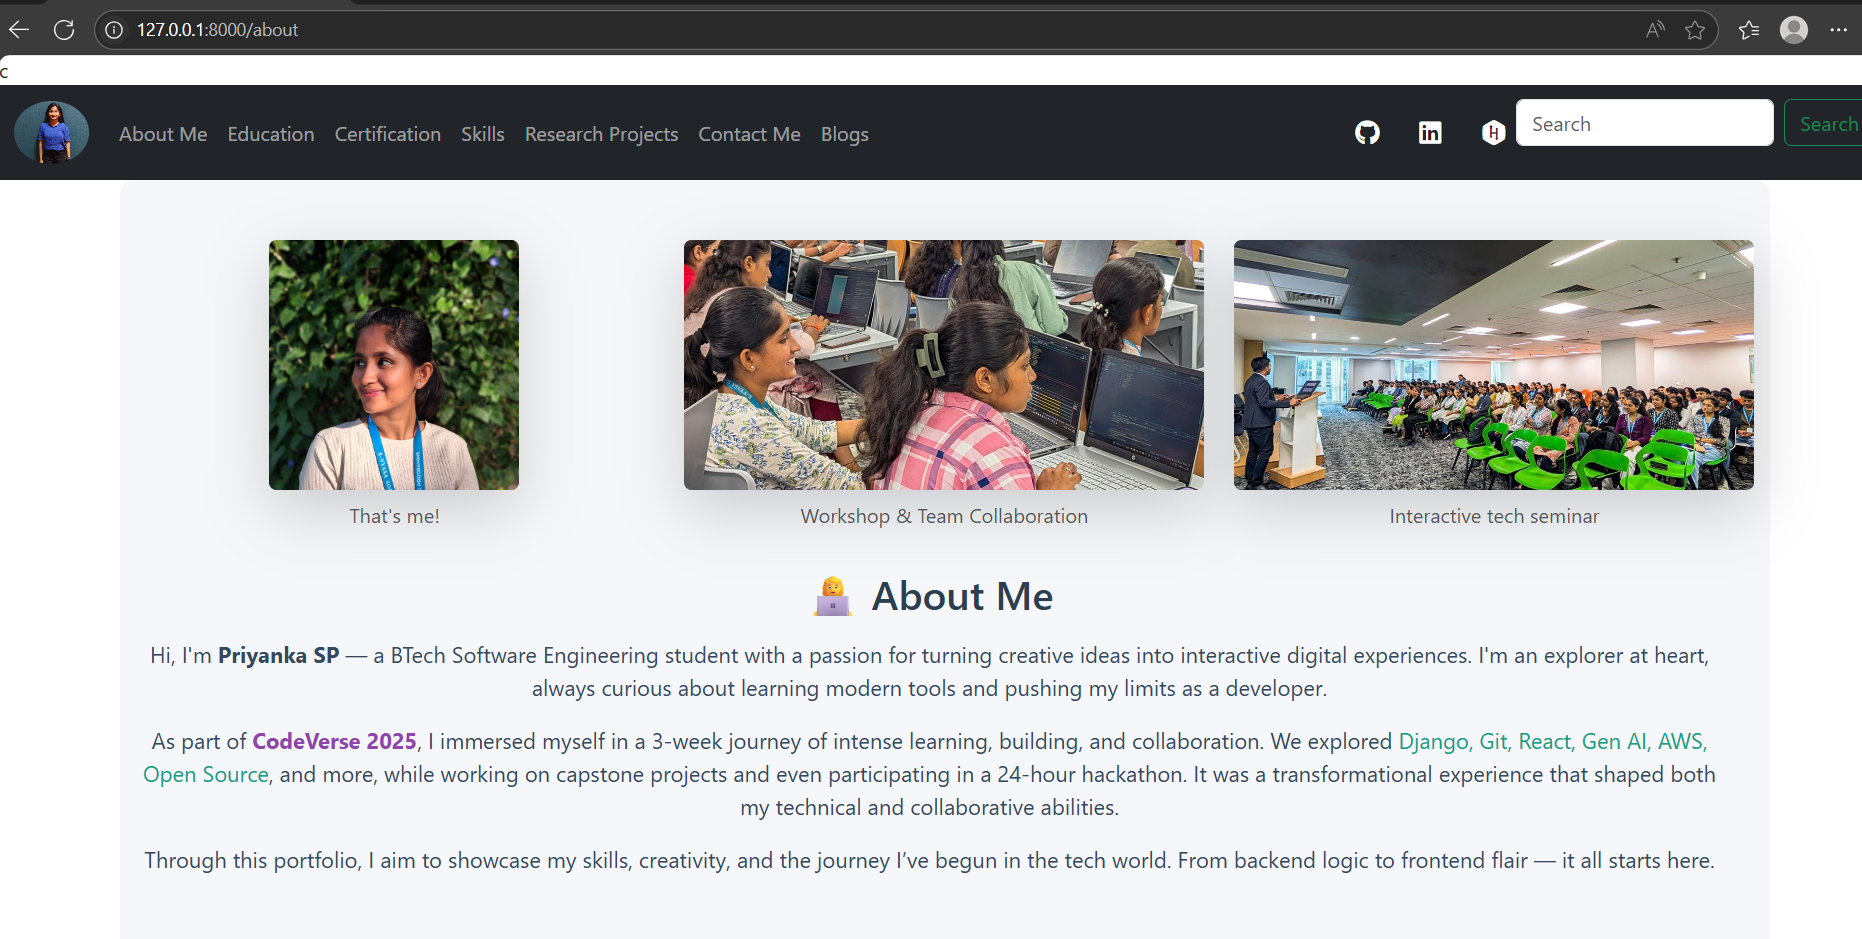 127.0.0.1:8000/about
c
About Me Education Certification Skills Research Projects Contact Me Blogs
Search
Search
That's me!
Workshop & Team Collaboration
Interactive tech seminar
About Me
Hi, I'm Priyanka SP — a BTech Software Engineering student with a passion for turning creative ideas into interactive digital experiences. I'm an explorer at heart,
always curious about learning modern tools and pushing my limits as a developer.
As part of CodeVerse 2025, I immersed myself in a 3-week journey of intense learning, building, and collaboration. We explored Django, Git, React, Gen AI, AWS,
Open Source, and more, while working on capstone projects and even participating in a 24-hour hackathon. It was a transformational experience that shaped both
my technical and collaborative abilities.
Through this portfolio, I aim to showcase my skills, creativity, and the journey I’ve begun in the tech world. From backend logic to frontend flair — it all starts here.